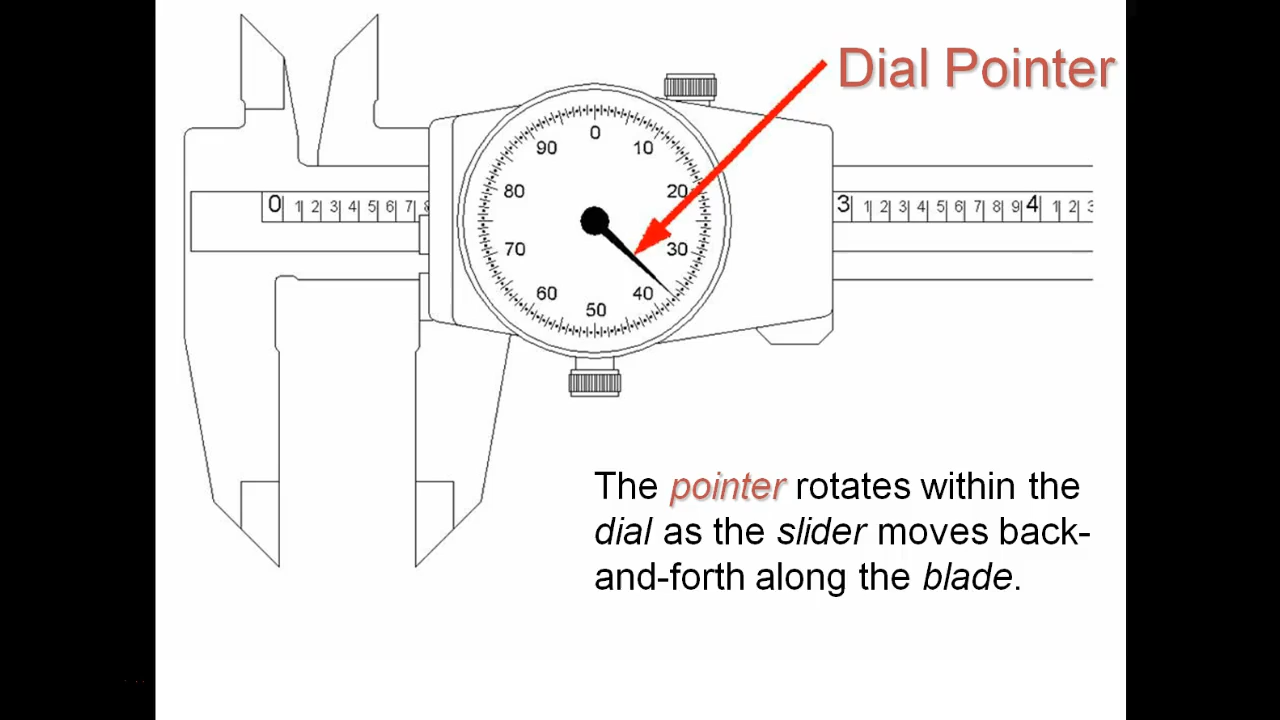 Dial Pointer
0
10
20
30
40
50
60
70
80
90
0 1 2 3 4 5 6 7 8
3 1 2 3 4 5 6 7 8 9 4 1 2 3
The pointer rotates within the
dial as the slider moves back-
and-forth along the blade.